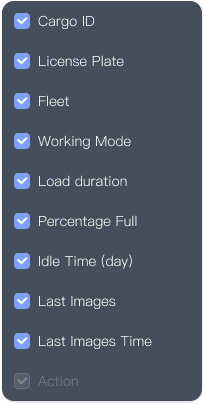 Cargo ID
License Plate
Fleet
Working Mode
Load duration
Percentage Full
Idle Time (day)
Last Images
Last Images Time
Action